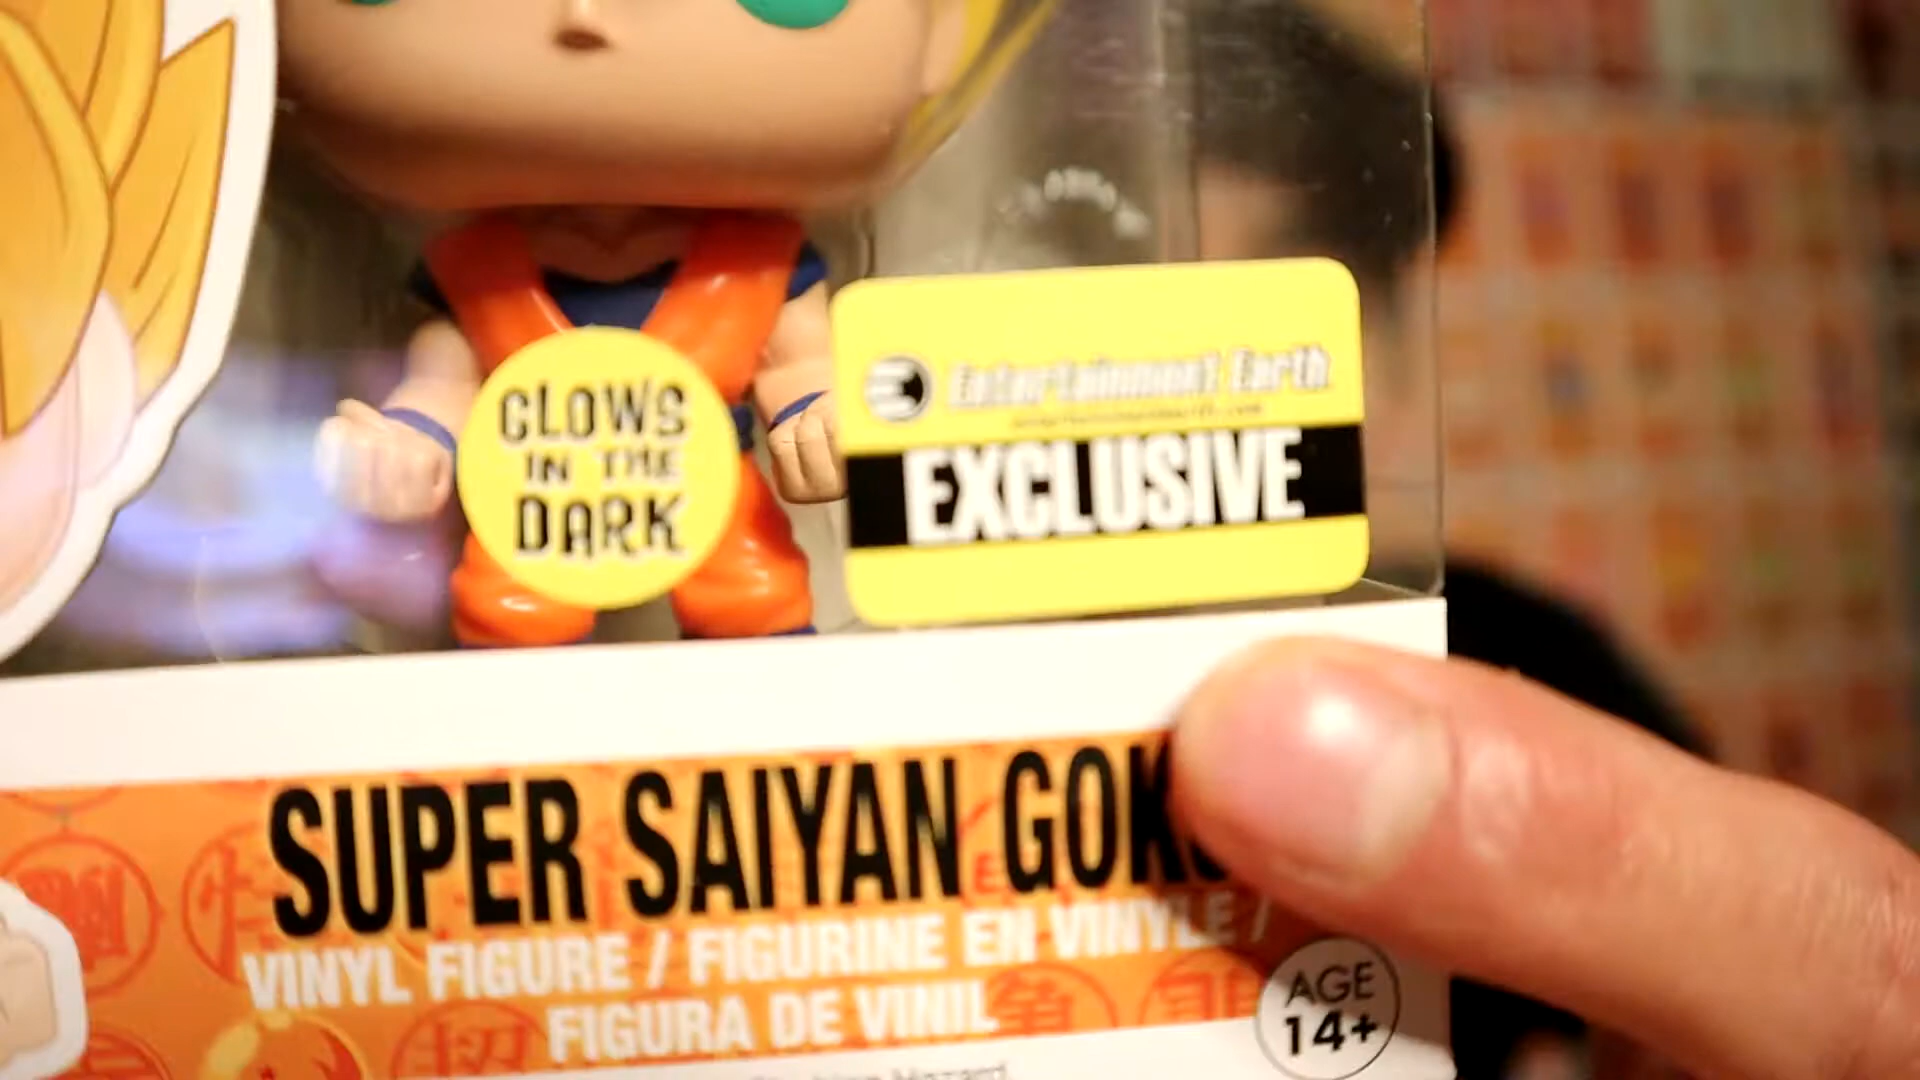 GLOWS
IN THE
DARK
Entertainment Earth
EXCLUSIVE
SUPER SAIYAN GOK
VINYL FIGURE / FIGURINE EN VINYLE /
FIGURA DE VINIL
AGE
14+
Hazard